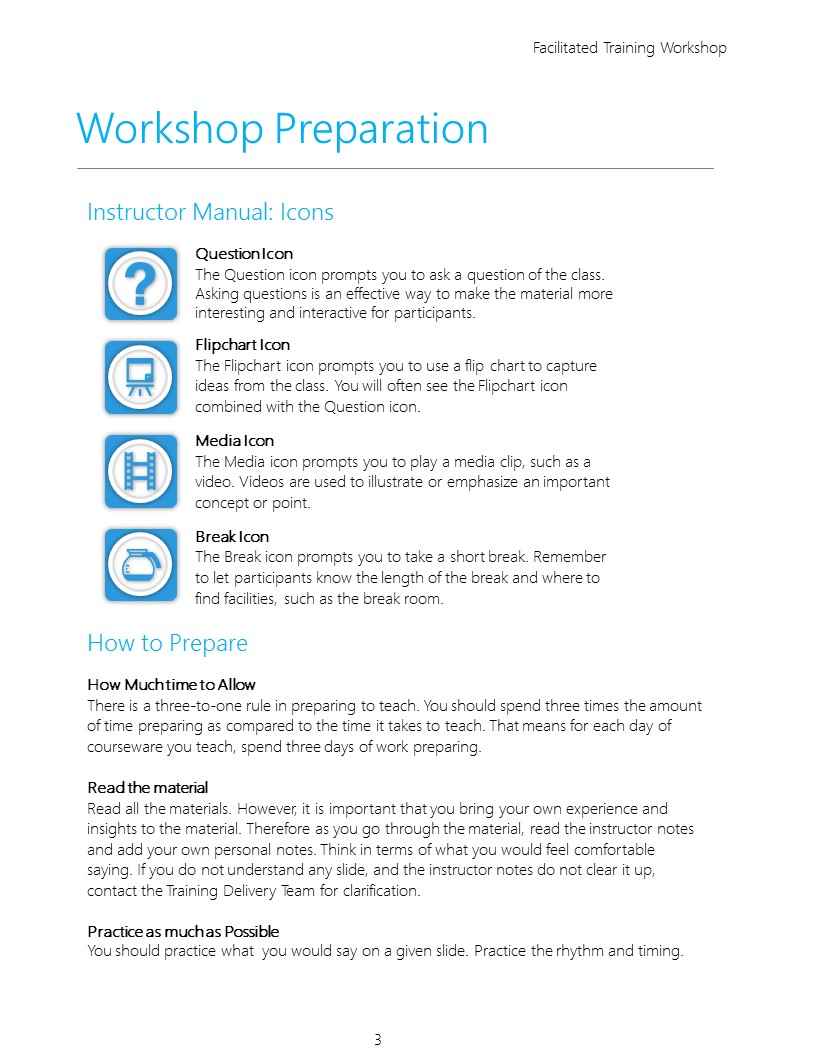 Facilitated Training Workshop
Workshop Preparation
Instructor Manual: Icons
Question Icon
The Question icon prompts you to ask a question of the class.
Asking questions is an effective way to make the material more
interesting and interactive for participants.
Flipchart Icon
The Flipchart icon prompts you to use a flip chart to capture
ideas from the class. You will often see the Flipchart icon
combined with the Question icon.
Media Icon
The Media icon prompts you to play a media clip, such as a
video. Videos are used to illustrate or emphasize an important
concept or point.
Break Icon
The Break icon prompts you to take a short break. Remember
to let participants know the length of the break and where to
find facilities, such as the break room.
How to Prepare
How Much time to Allow
There is a three-to-one rule in preparing to teach. You should spend three times the amount
of time preparing as compared to the time it takes to teach. That means for each day of
courseware you teach, spend three days of work preparing.
Read the material
Read all the materials. However, it is important that you bring your own experience and
insights to the material. Therefore as you go through the material, read the instructor notes
and add your own personal notes. Think in terms of what you would feel comfortable
saying. If you do not understand any slide, and the instructor notes do not clear it up,
contact the Training Delivery Team for clarification.
Practice as much as Possible
You should practice what you would say on a given slide. Practice the rhythm and timing.
3